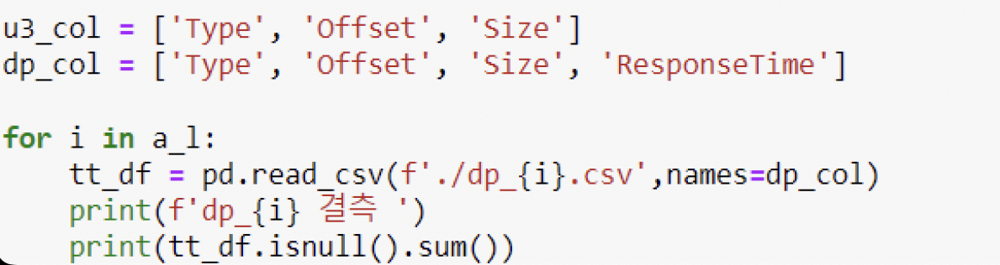 u3_col = ['Type', 'Offset', 'Size']
dp_col = ['Type', 'Offset', 'Size', 'ResponseTime']
for i in a_l:
    tt_df = pd.read_csv(f'./dp_{i}.csv',names=dp_col)
    print(f'dp_{i} 결측 ')
    print(tt_df.isnull().sum())